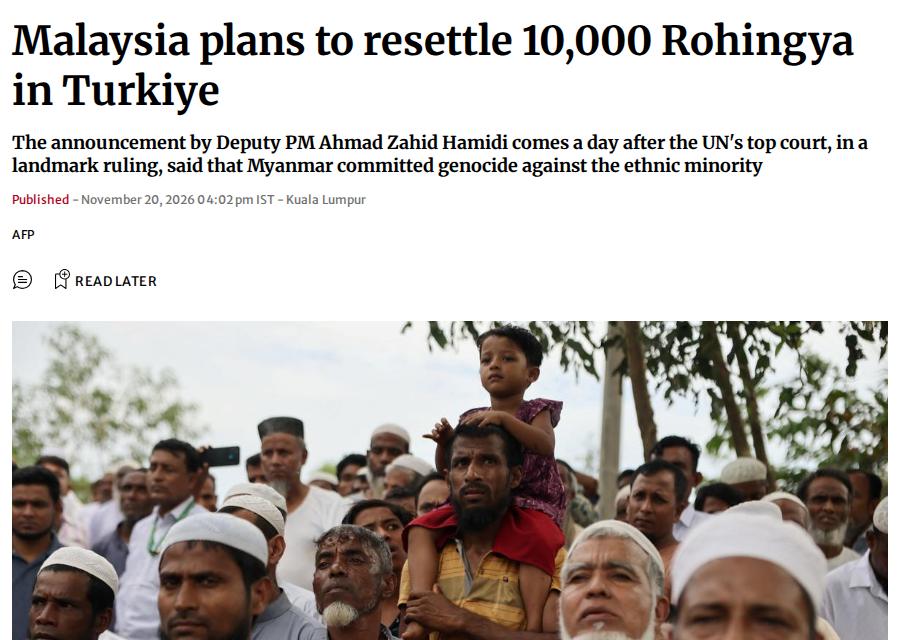 Malaysia plans to resettle 10,000 Rohingya
in Turkiye
The announcement by Deputy PM Ahmad Zahid Hamidi comes a day after the UN's top court, in a
landmark ruling, said that Myanmar committed genocide against the ethnic minority
Published - November 20, 2026 04:02 pm IST - Kuala Lumpur
AFP
READ LATER